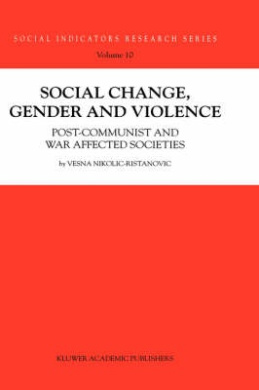 SOCIAL INDICATORS RESEARCH SERIES
Volume 10
SOCIAL CHANGE,
GENDER AND VIOLENCE
POST-COMMUNIST AND
WAR AFFECTED SOCIETIES
by VESNA NIKOLIC-RISTANOVIC
KLUWER ACADEMIC PUBLISHERS